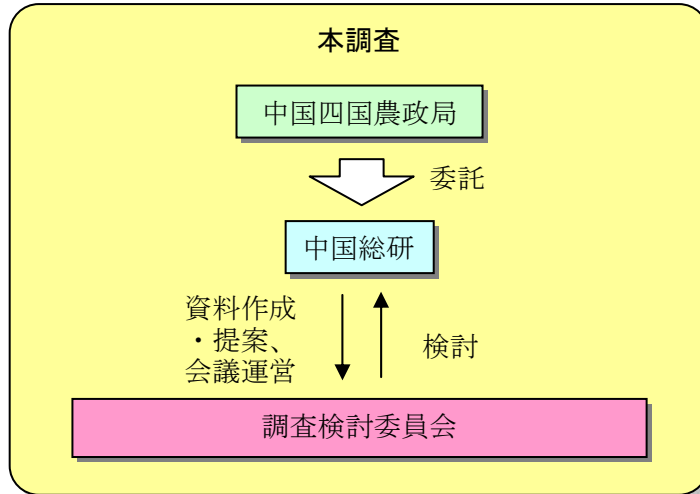 本調査
中国四国農政局
委託
中国総研
資料作成
・提案、
会議運営
検討
調査検討委員会